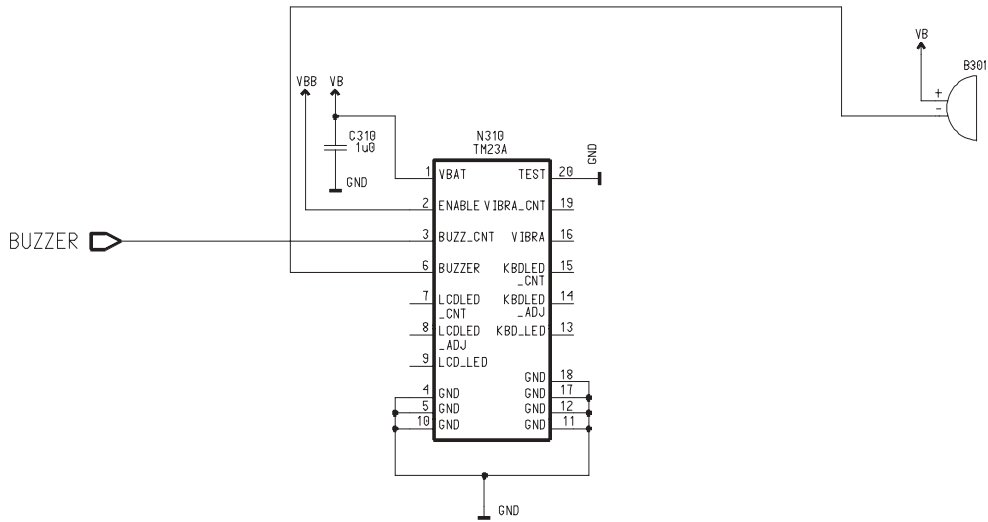 VB
B301
+
-
VBB VB
C310
1u0
GND
N310
TM23A
GND
1 VBAT TEST 20
2 ENABLE VIBRA_CNT 19
BUZZER 3 BUZZ_CNT VIBRA 16
6 BUZZER KBDLED 15
_CNT
7 LCDLED KBDLED 14
_CNT _ADJ
8 LCDLED KBD_LED 13
_ADJ
9 LCD_LED
GND 18
4 GND GND 17
5 GND GND 12
10 GND GND 11
GND